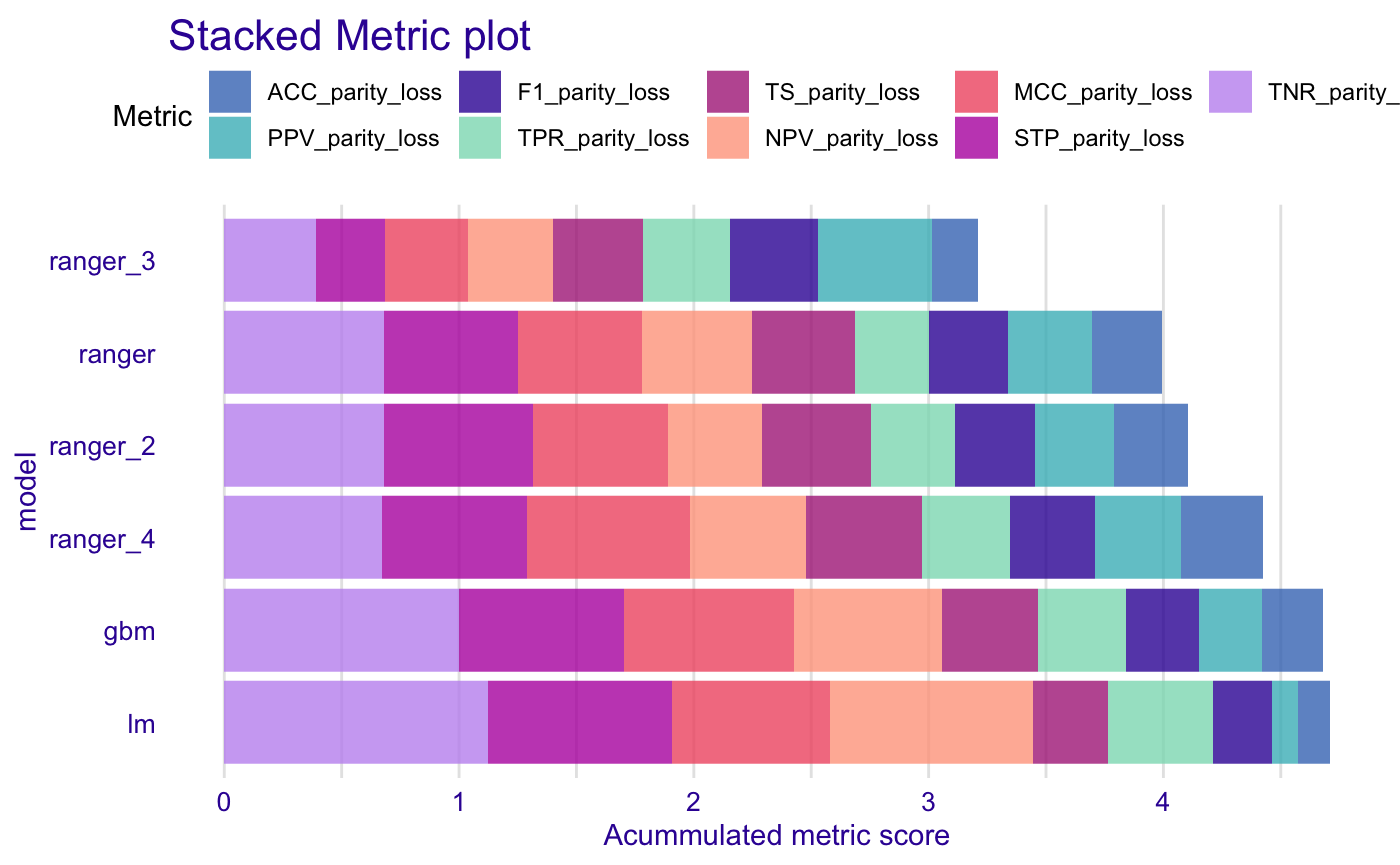 Stacked Metric plot
Metric
ACC_parity_loss F1_parity_loss TS_parity_loss MCC_parity_loss TNR_parity_
PPV_parity_loss TPR_parity_loss NPV_parity_loss STP_parity_loss
model
ranger_3
ranger
ranger_2
ranger_4
gbm
lm
0 1 2 3 4
Acummulated metric score